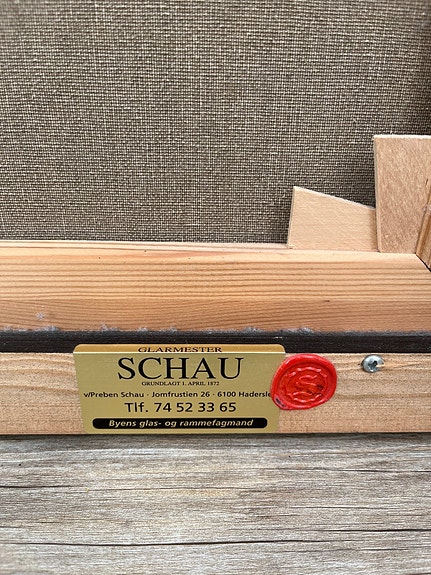 GLARMESTER
SCHAU
GRUNDLAGT 1. APRIL 1872
v/Preben Schau · Jomfrustien 26 · 6100 Hadersle
Tlf. 74 52 33 65
Byens glas- og rammefagmand